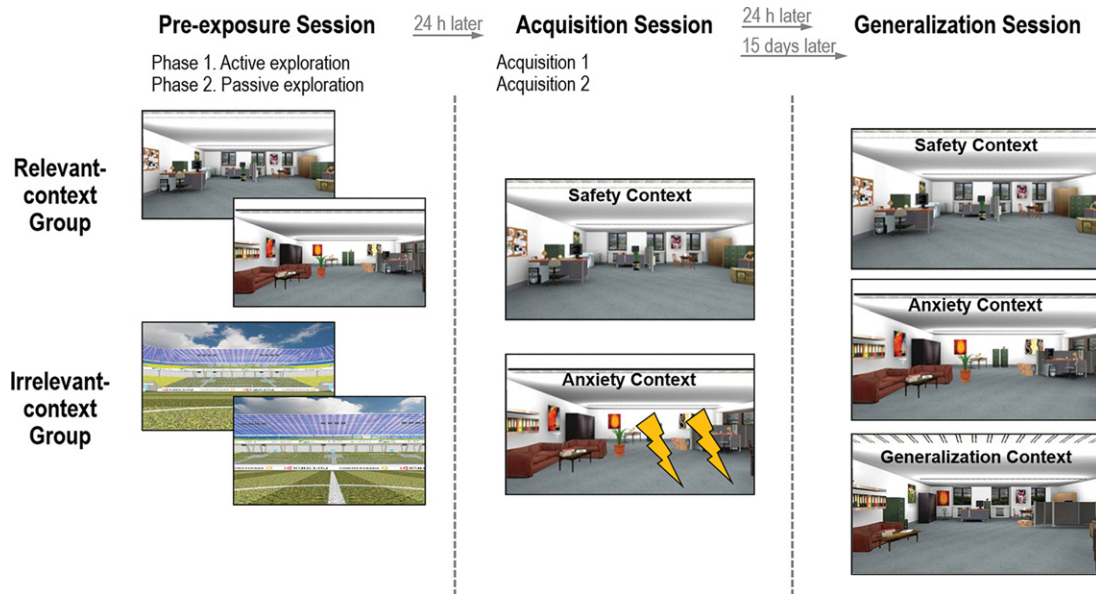 Pre-exposure Session
24 h later
Acquisition Session
24 h later
15 days later
Generalization Session
Phase 1. Active exploration
Phase 2. Passive exploration
Acquisition 1
Acquisition 2
Relevant-
context
Group
Safety Context
Safety Context
Anxiety Context
Irrelevant-
context
Group
Anxiety Context
Generalization Context